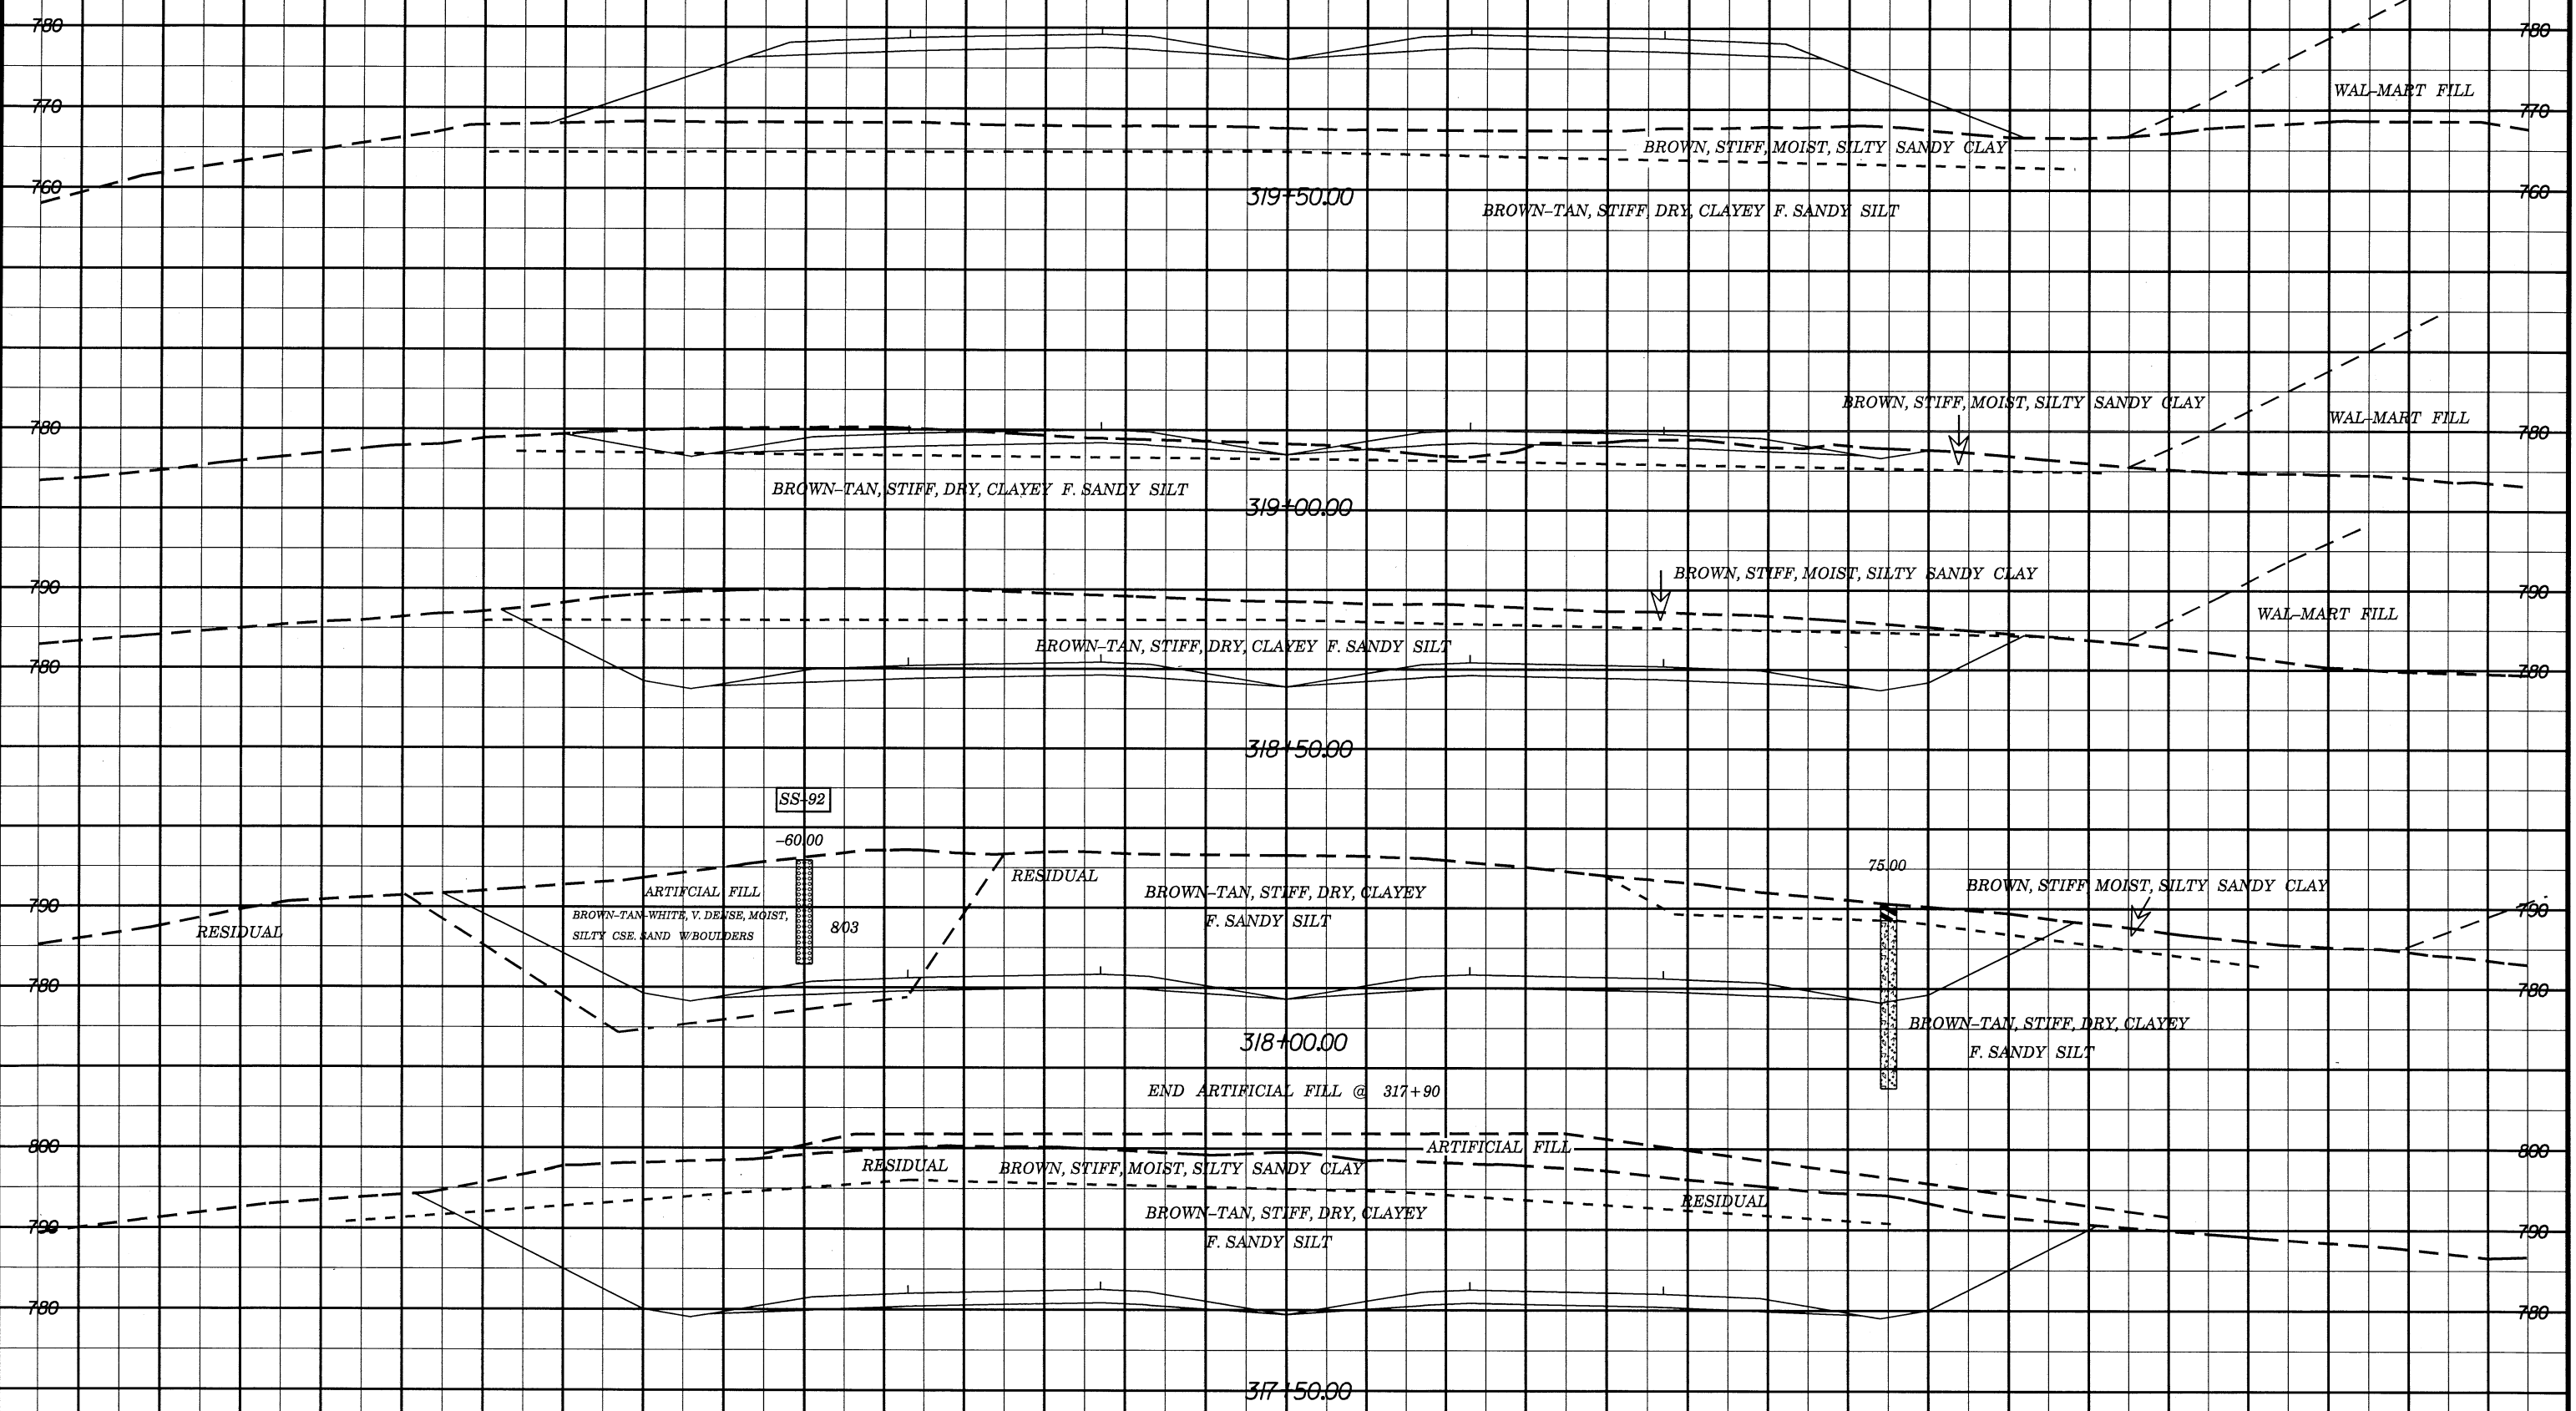 780 780
WAL-MART FILL
770 770
BROWN, STIFF, MOIST, SILTY SANDY CLAY
760 319+50.00 760
BROWN-TAN, STIFF, DRY, CLAYEY F. SANDY SILT
BROWN, STIFF, MOIST, SILTY SANDY CLAY
780 WAL-MART FILL 780
BROWN-TAN, STIFF, DRY, CLAYEY F. SANDY SILT
319+00.00
BROWN, STIFF, MOIST, SILTY SANDY CLAY
790 790
WAL-MART FILL
BROWN-TAN, STIFF, DRY, CLAYEY F. SANDY SILT
780 780
318+50.00
SS-92
-60.00
75.00
RESIDUAL
BROWN, STIFF, MOIST, SILTY SANDY CLAY
ARTIFCIAL FILL
BROWN-TAN, STIFF, DRY, CLAYEY
790 790
BROWN-TAN-WHITE, V. DENSE, MOIST,
F. SANDY SILT
8/03
RESIDUAL
SILTY CSE. SAND W/BOULDERS
780 780
BROWN-TAN, STIFF, DRY, CLAYEY
318+00.00
F. SANDY SILT
END ARTIFICIAL FILL @ 317+90
800 ARTIFICIAL FILL 800
RESIDUAL BROWN, STIFF, MOIST, SILTY SANDY CLAY
RESIDUAL
BROWN-TAN, STIFF, DRY, CLAYEY
790 790
F. SANDY SILT
780 780
317+50.00